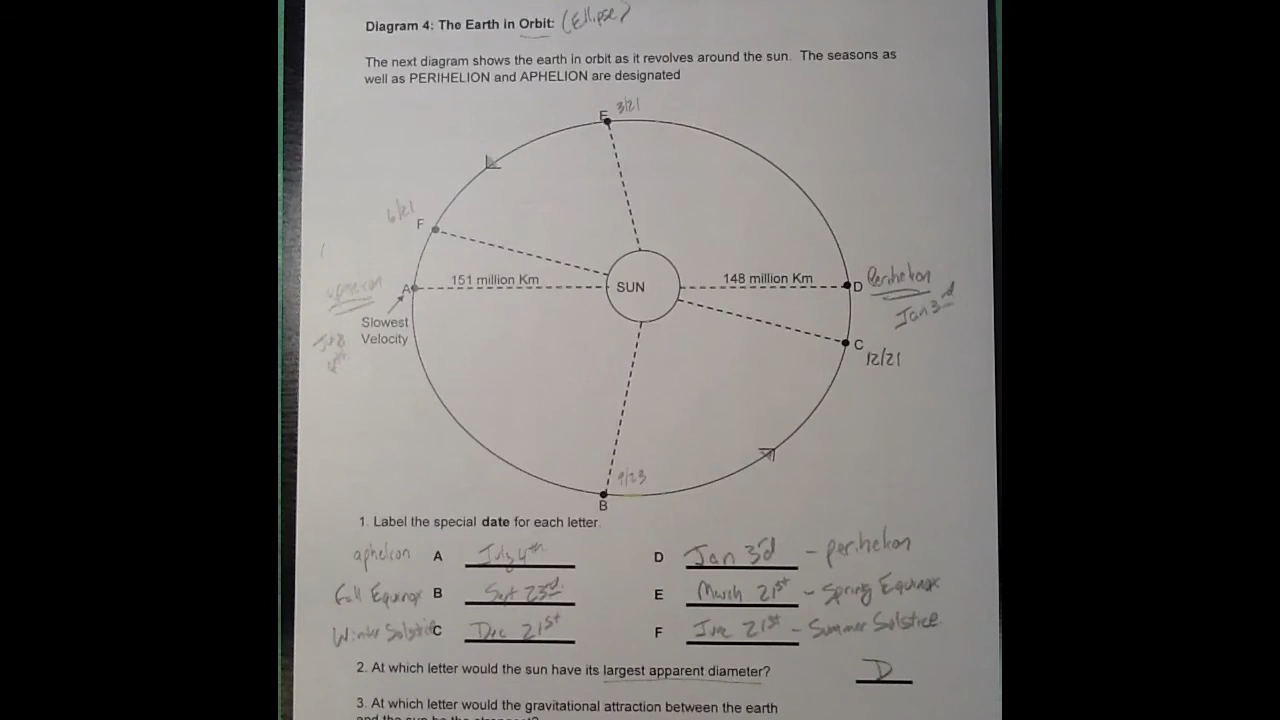 Diagram 4: The Earth in Orbit: (Ellipse)
The next diagram shows the earth in orbit as it revolves around the sun. The seasons as
well as PERIHELION and APHELION are designated
E 3/21
6/21
F
151 million Km
SUN
148 million Km
A
D Perihelion
Jan 3rd
aphelion
Slowest
Velocity
C
12/21
9/23
B
1. Label the special date for each letter.
aphelion A July 4th D Jan 3rd - perihelion
Fall Equinox B Sept 23rd E March 21st - Spring Equinox
Winter Solstice C Dec 21st F June 21st - Summer Solstice
2. At which letter would the sun have its largest apparent diameter? D
3. At which letter would the gravitational attraction between the earth